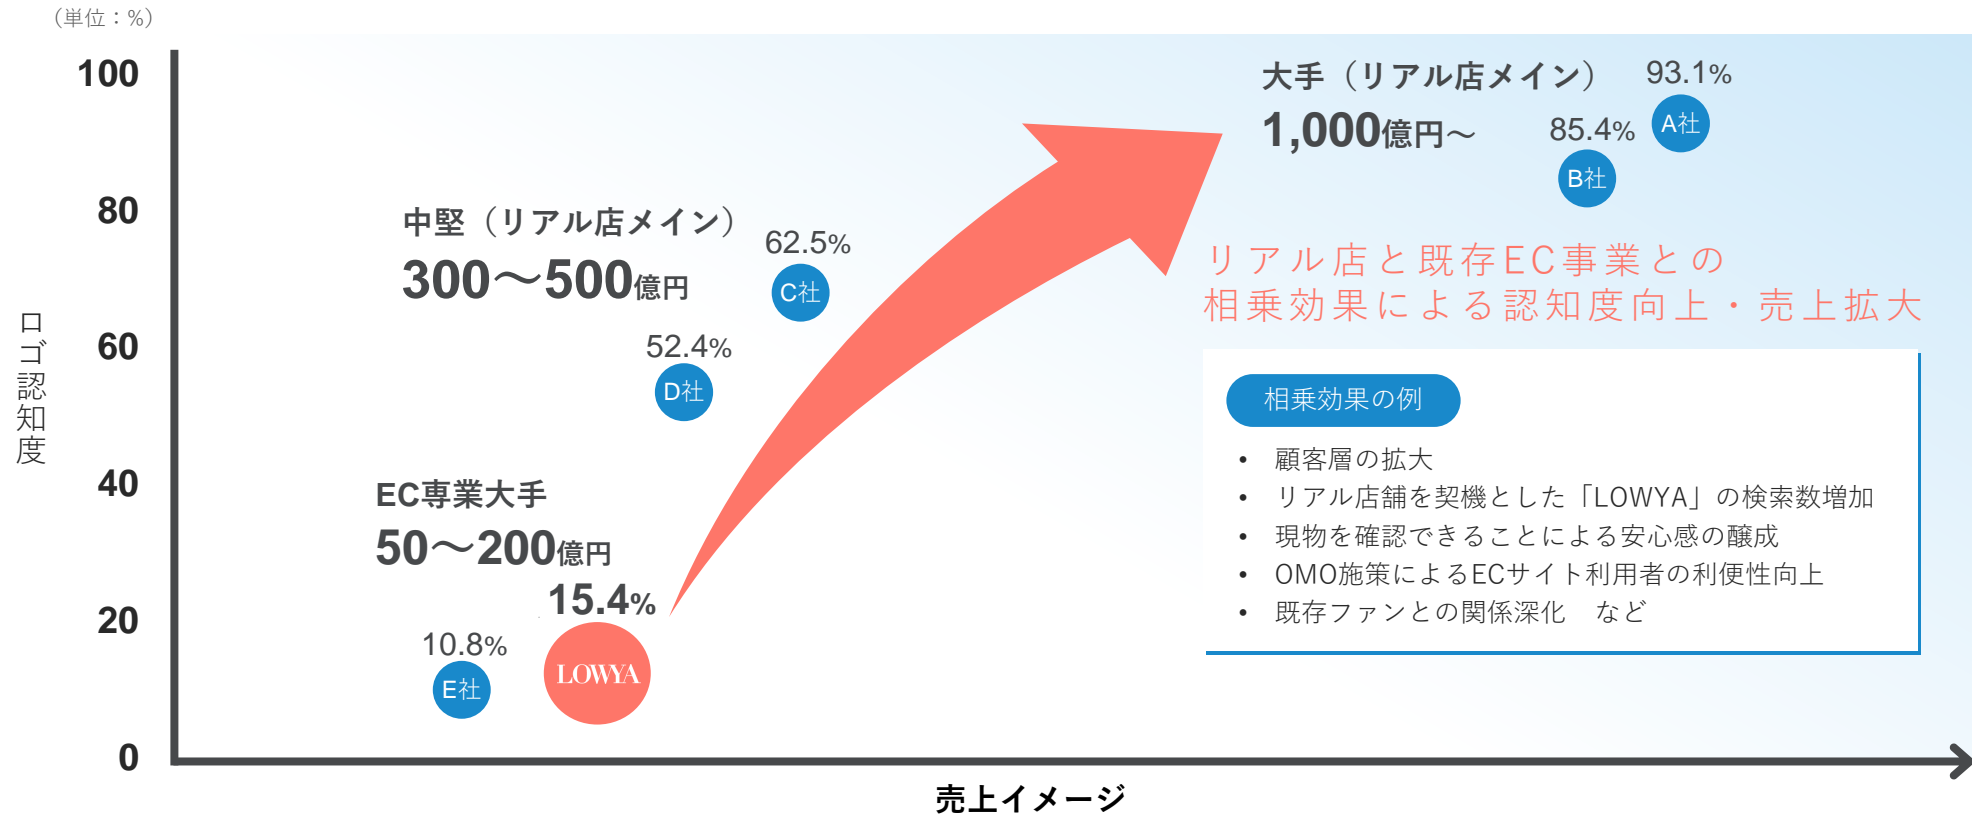 （単位：%）
100
80
60
40
20
0
ロゴ認知度
大手（リアル店メイン）
1,000億円～
93.1%
A社
85.4%
B社
中堅（リアル店メイン）
300～500億円
62.5%
C社
52.4%
D社
リアル店と既存EC事業との
相乗効果による認知度向上・売上拡大
相乗効果の例
• 顧客層の拡大
• リアル店舗を契機とした「LOWYA」の検索数増加
• 現物を確認できることによる安心感の醸成
• OMO施策によるECサイト利用者の利便性向上
• 既存ファンとの関係深化　など
EC専業大手
50～200億円
15.4%
LOWYA
10.8%
E社
売上イメージ